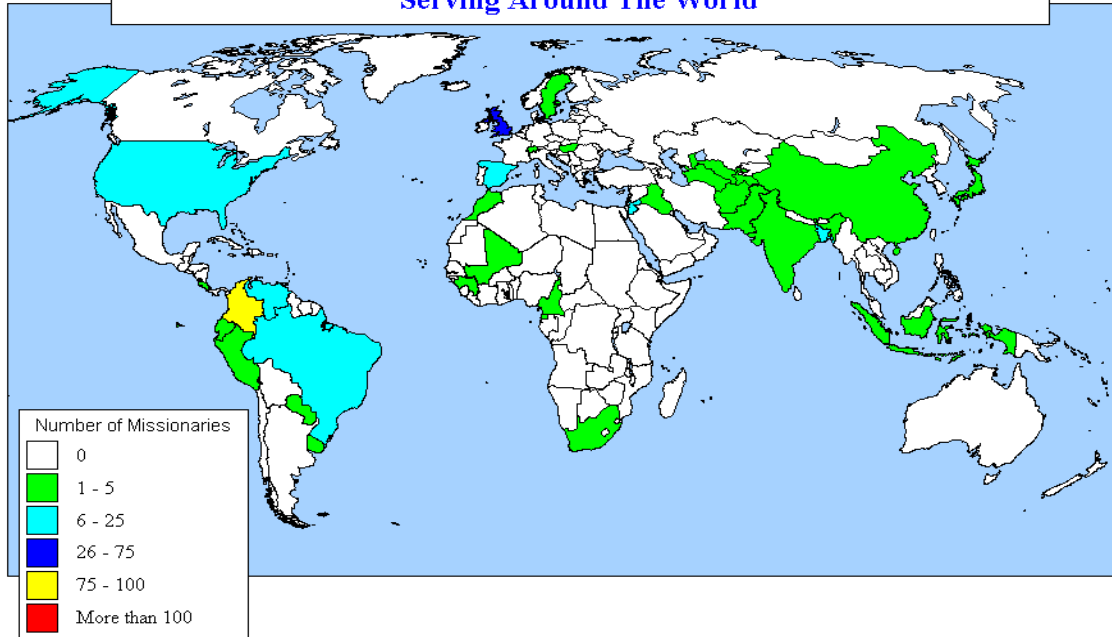 Serving Around The World
Number of Missionaries
0
1 - 5
6 - 25
26 - 75
75 - 100
More than 100